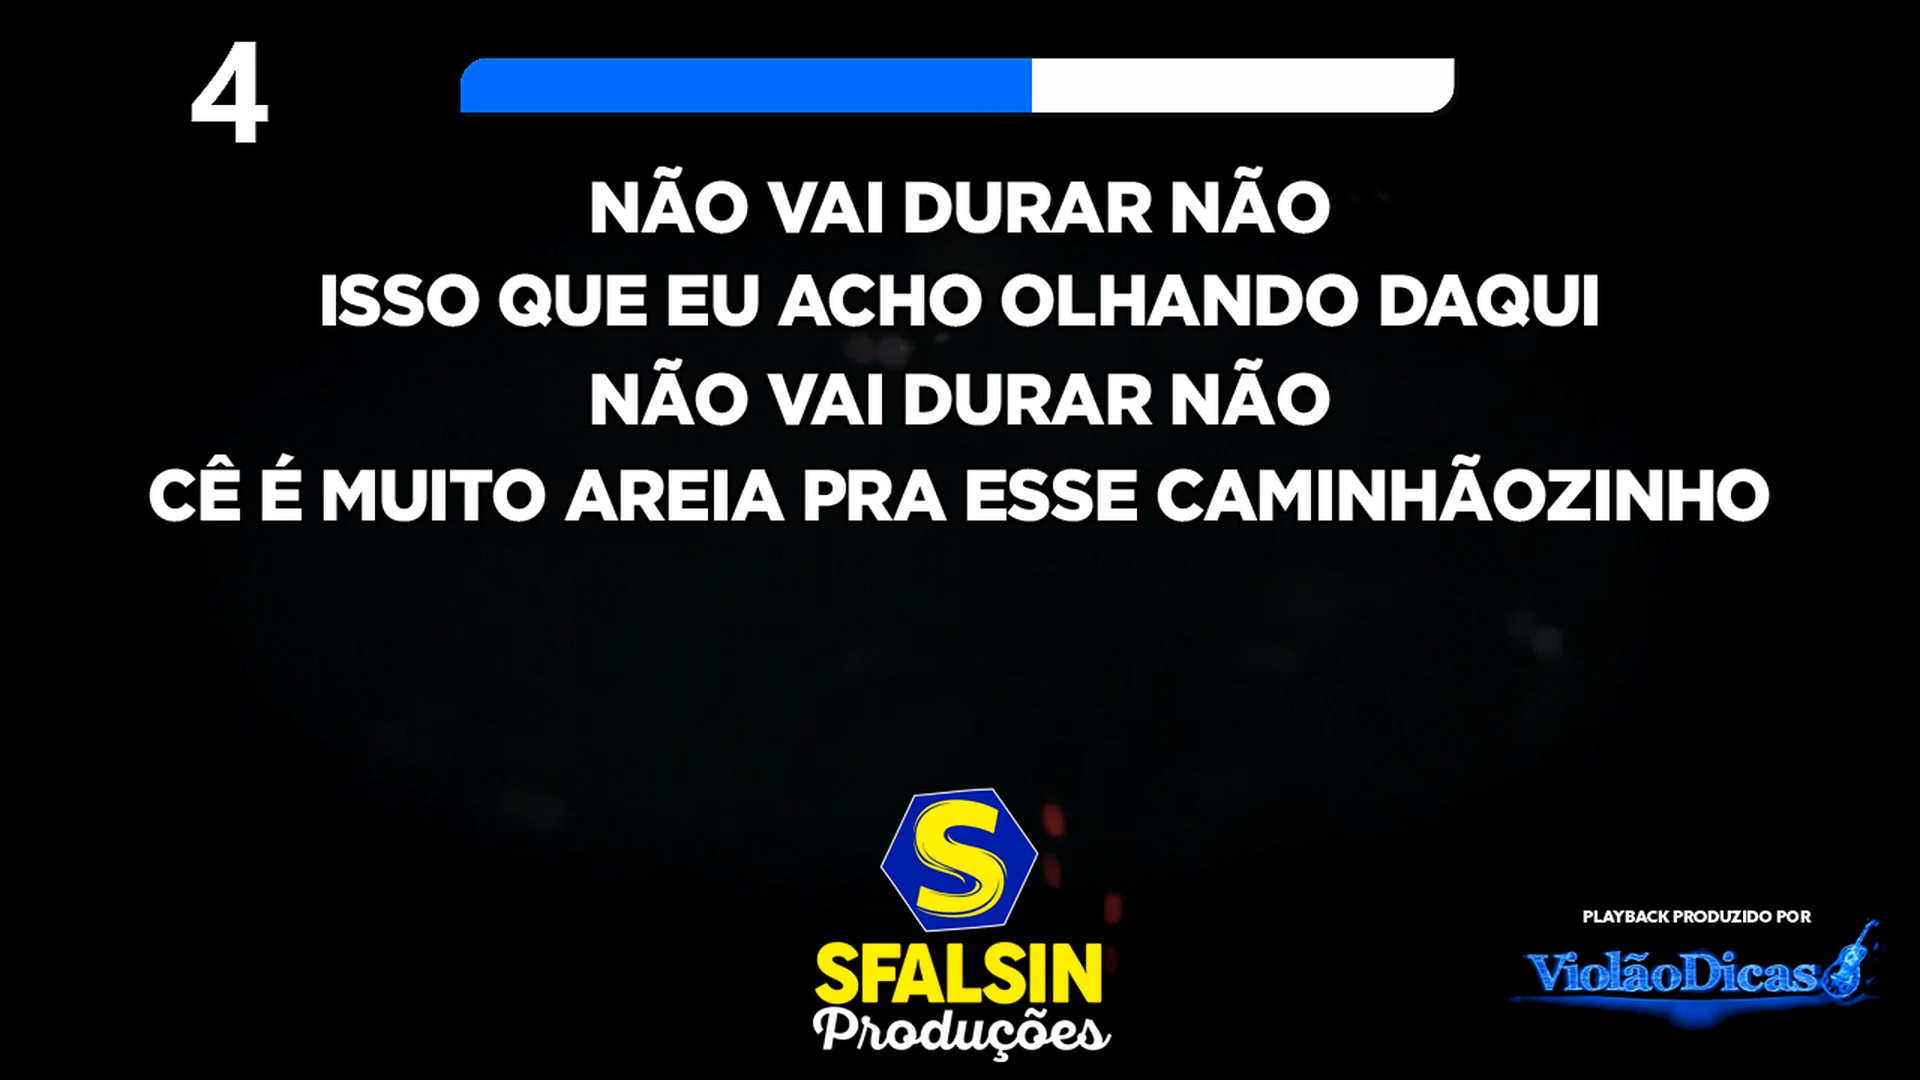 4
NÃO VAI DURAR NÃO
ISSO QUE EU ACHO OLHANDO DAQUI
NÃO VAI DURAR NÃO
CÊ É MUITO AREIA PRA ESSE CAMINHÃOZINHO
S
SFALSIN
Produções
PLAYBACK PRODUZIDO POR
ViolãoDicas